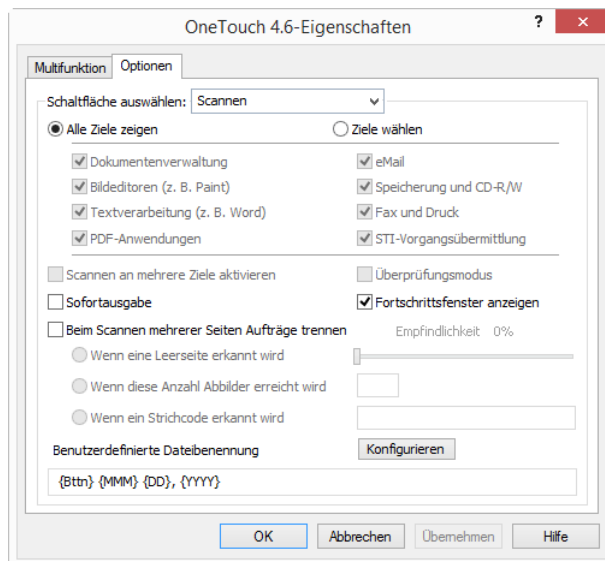 OneTouch 4.6-Eigenschaften
?
Multifunktion Optionen
Schaltfläche auswählen: Scannen
Alle Ziele zeigen Ziele wählen
Dokumentenverwaltung eMail
Bildeditoren (z. B. Paint) Speicherung und CD-R/W
Textverarbeitung (z. B. Word) Fax und Druck
PDF-Anwendungen STI-Vorgangsübermittlung
Scannen an mehrere Ziele aktivieren Überprüfungsmodus
Sofortausgabe Fortschrittsfenster anzeigen
Beim Scannen mehrerer Seiten Aufträge trennen Empfindlichkeit 0%
Wenn eine Leerseite erkannt wird
Wenn diese Anzahl Abbilder erreicht wird
Wenn ein Strichcode erkannt wird
Benutzerdefinierte Dateibenennung Konfigurieren
{Bttn} {MMM} {DD}, {YYYY}
OK Abbrechen Übernehmen Hilfe